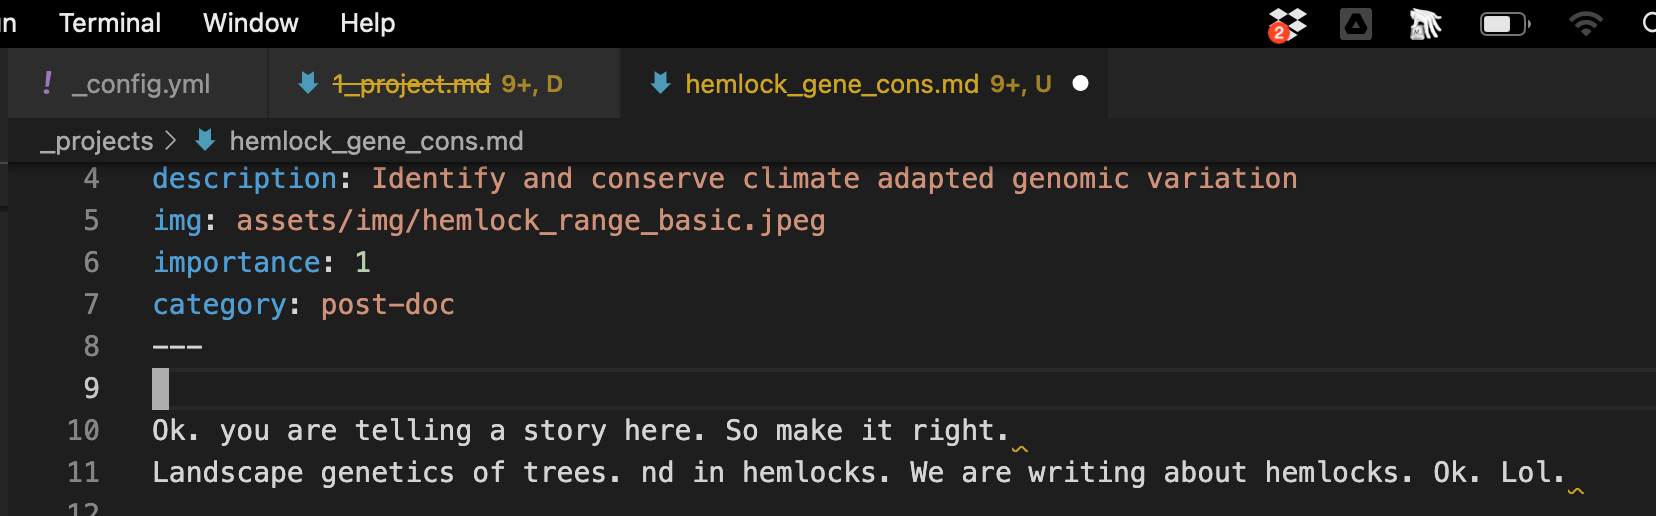 n Terminal Window Help
2
! _config.yml 1_project.md 9+, D hemlock_gene_cons.md 9+, U
_projects > hemlock_gene_cons.md
4 description: Identify and conserve climate adapted genomic variation
5 img: assets/img/hemlock_range_basic.jpeg
6 importance: 1
7 category: post-doc
8 ---
9
10 Ok. you are telling a story here. So make it right.
11 Landscape genetics of trees. nd in hemlocks. We are writing about hemlocks. Ok. Lol.
12